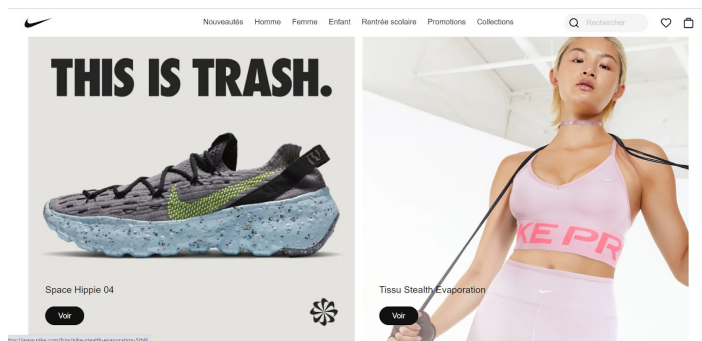 Nouveautés Homme Femme Enfant Rentrée scolaire Promotions Collections
Rechercher
THIS IS TRASH.
Space Hippie 04
Voir
KE PR
Tissu Stealth Evaporation
Voir